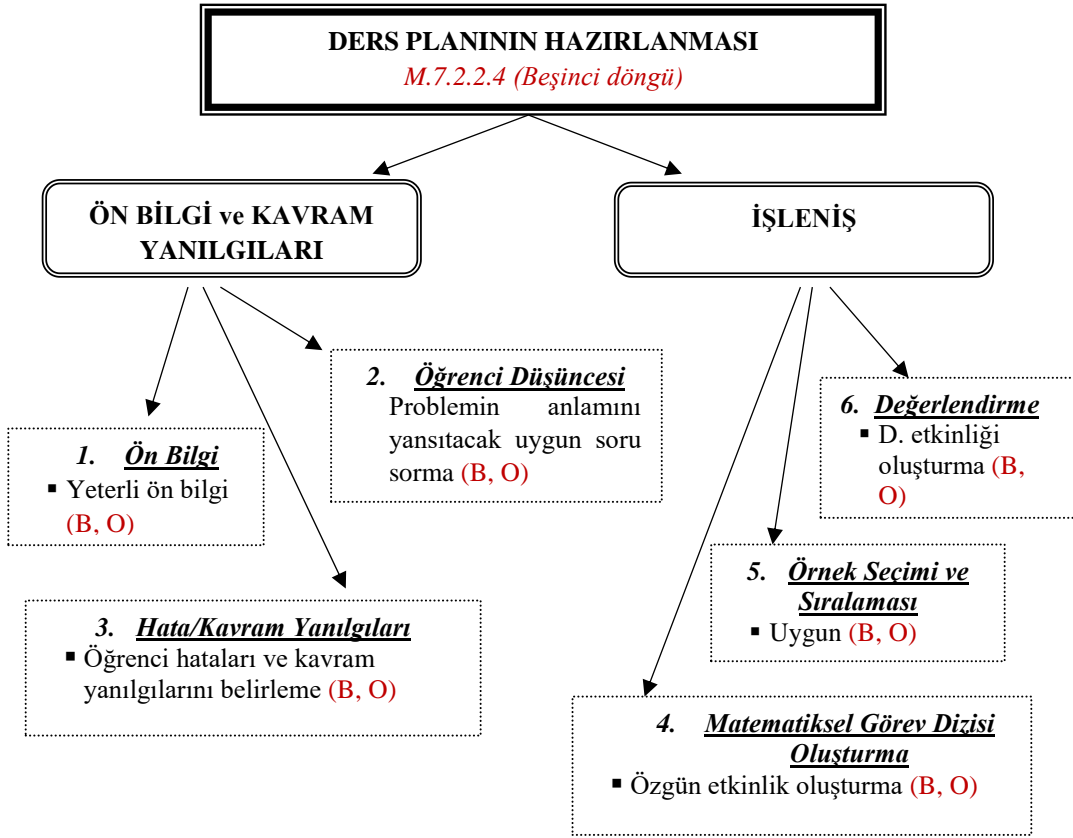 DERS PLANININ HAZIRLANMASI
M.7.2.2.4 (Beşinci döngü)
ÖN BİLGİ ve KAVRAM
YANILGILARI
İŞLENİŞ
1. Ön Bilgi
▪ Yeterli ön bilgi
(B, O)
2. Öğrenci Düşüncesi
Problemin anlamını
yansıtacak uygun soru
sorma (B, O)
3. Hata/Kavram Yanılgıları
▪ Öğrenci hataları ve kavram
yanılgılarını belirleme (B, O)
4. Matematiksel Görev Dizisi
Oluşturma
▪ Özgün etkinlik oluşturma (B, O)
5. Örnek Seçimi ve
Sıralaması
▪ Uygun (B, O)
6. Değerlendirme
▪ D. etkinliği
oluşturma (B,
O)